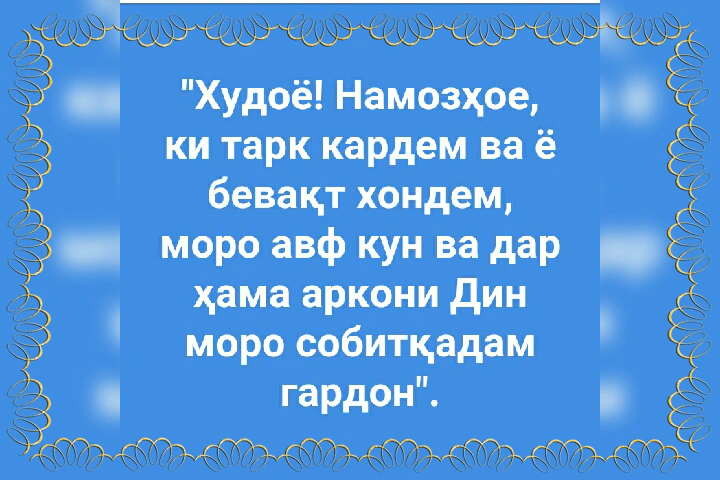 "Худоё! Намозҳое,
ки тарк кардем ва ё
бевақт хондем,
моро авф кун ва дар
ҳама аркони Дин
моро собитқадам
гардон".